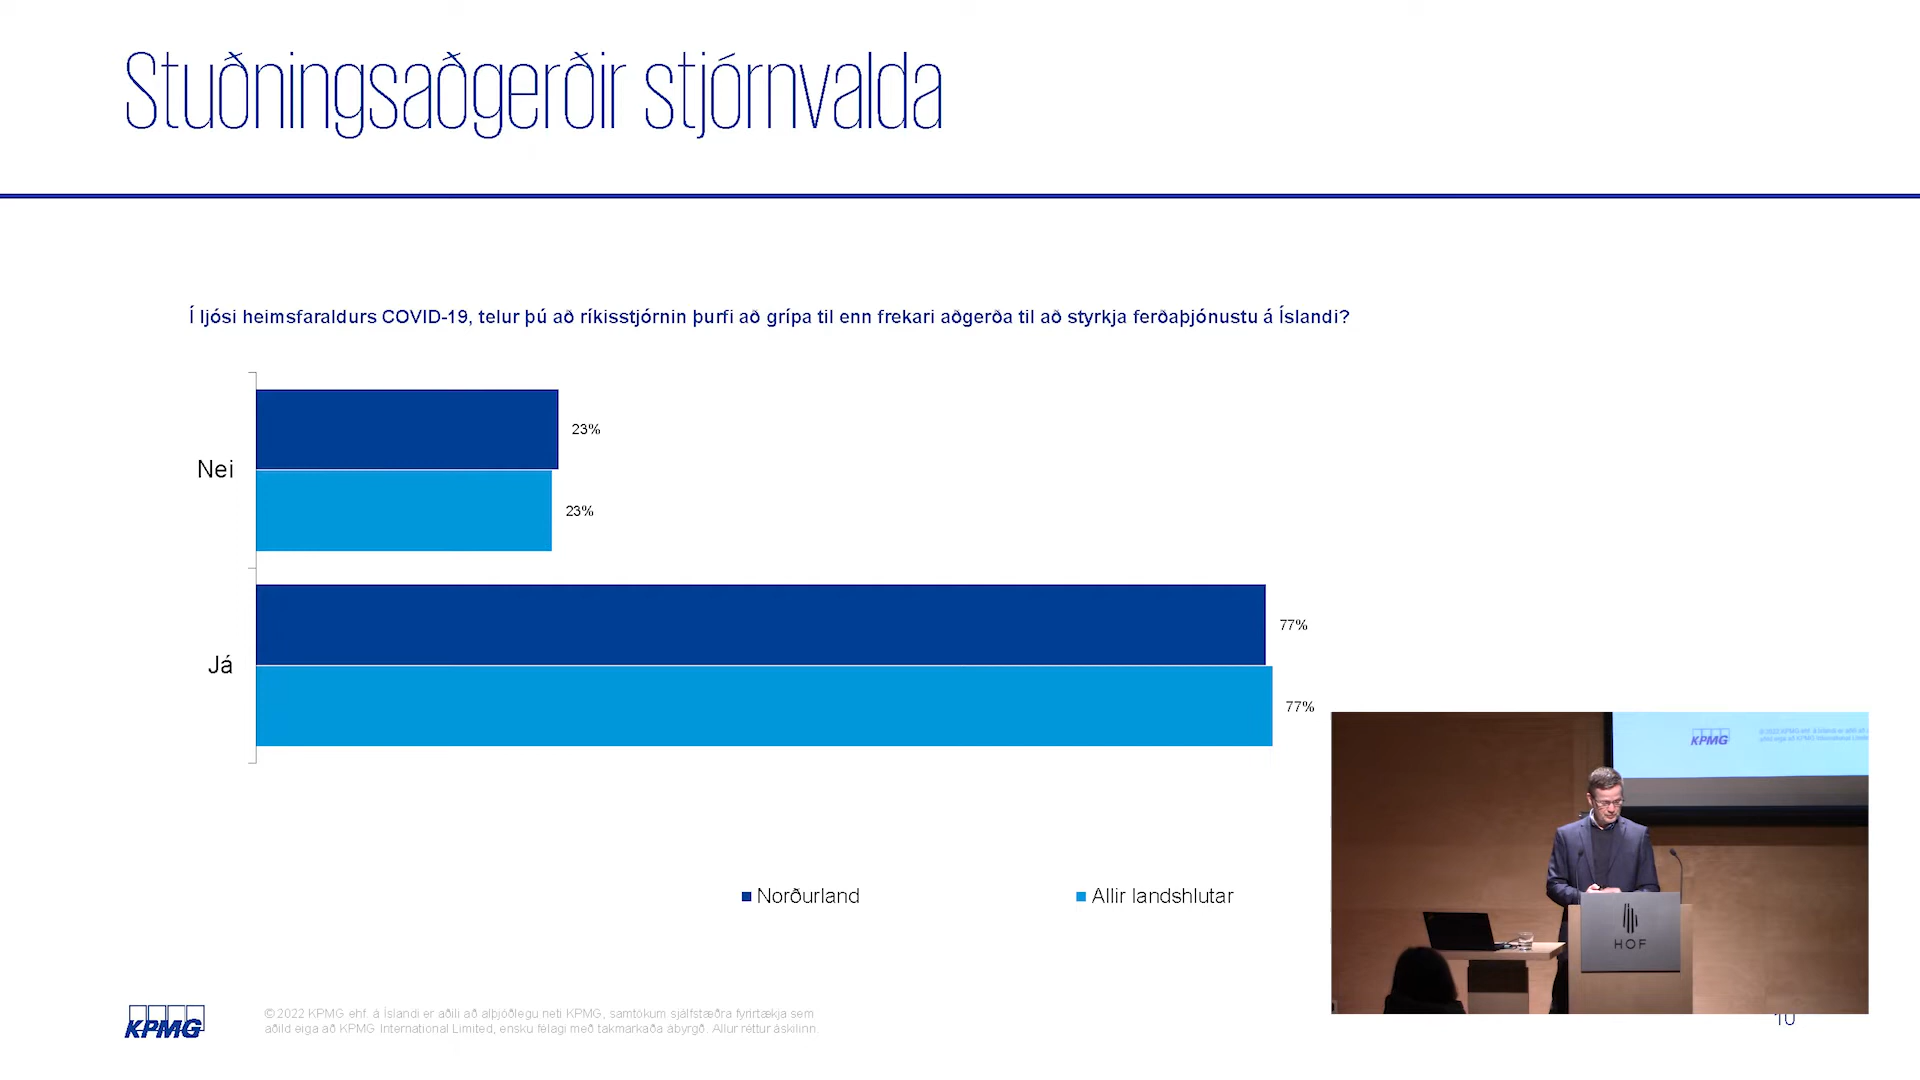 Stuðningsaðgerðir stjórnvalda
Í ljósi heimsfaraldurs COVID-19, telur þú að ríkisstjórnin þurfi að grípa til enn frekari aðgerða til að styrkja ferðaþjónustu á Íslandi?
23%
Nei
23%
77%
Já
77%
Norðurland
Allir landshlutar
KPMG
HOF
KPMG
© 2022 KPMG ehf. á Íslandi er aðili að alþjóðlegu neti KPMG, samtökum sjálfstæðra fyrirtækja sem
aðild eiga að KPMG International Limited, ensku félagi með takmarkaða ábyrgð. Allur réttur áskilinn.
10